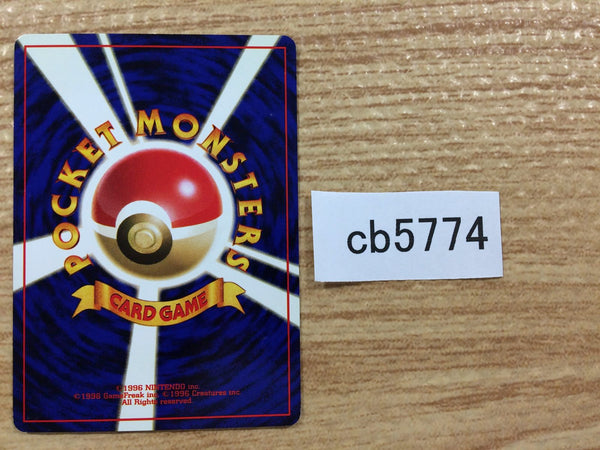 POCKET MONSTERS
CARD GAME
©1996 NINTENDO inc.
©1996 GameFreak inc. ©1996 Creatures inc.
All Rights reserved.
cb5774